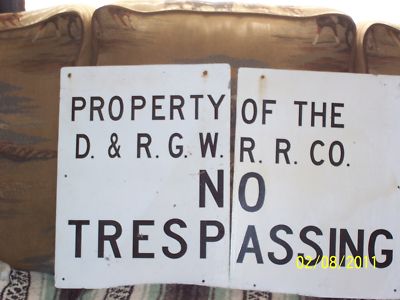 PROPERTY OF THE
D. & R. G. W. R. R. CO.
NO
TRESPASSING
02/08/2011